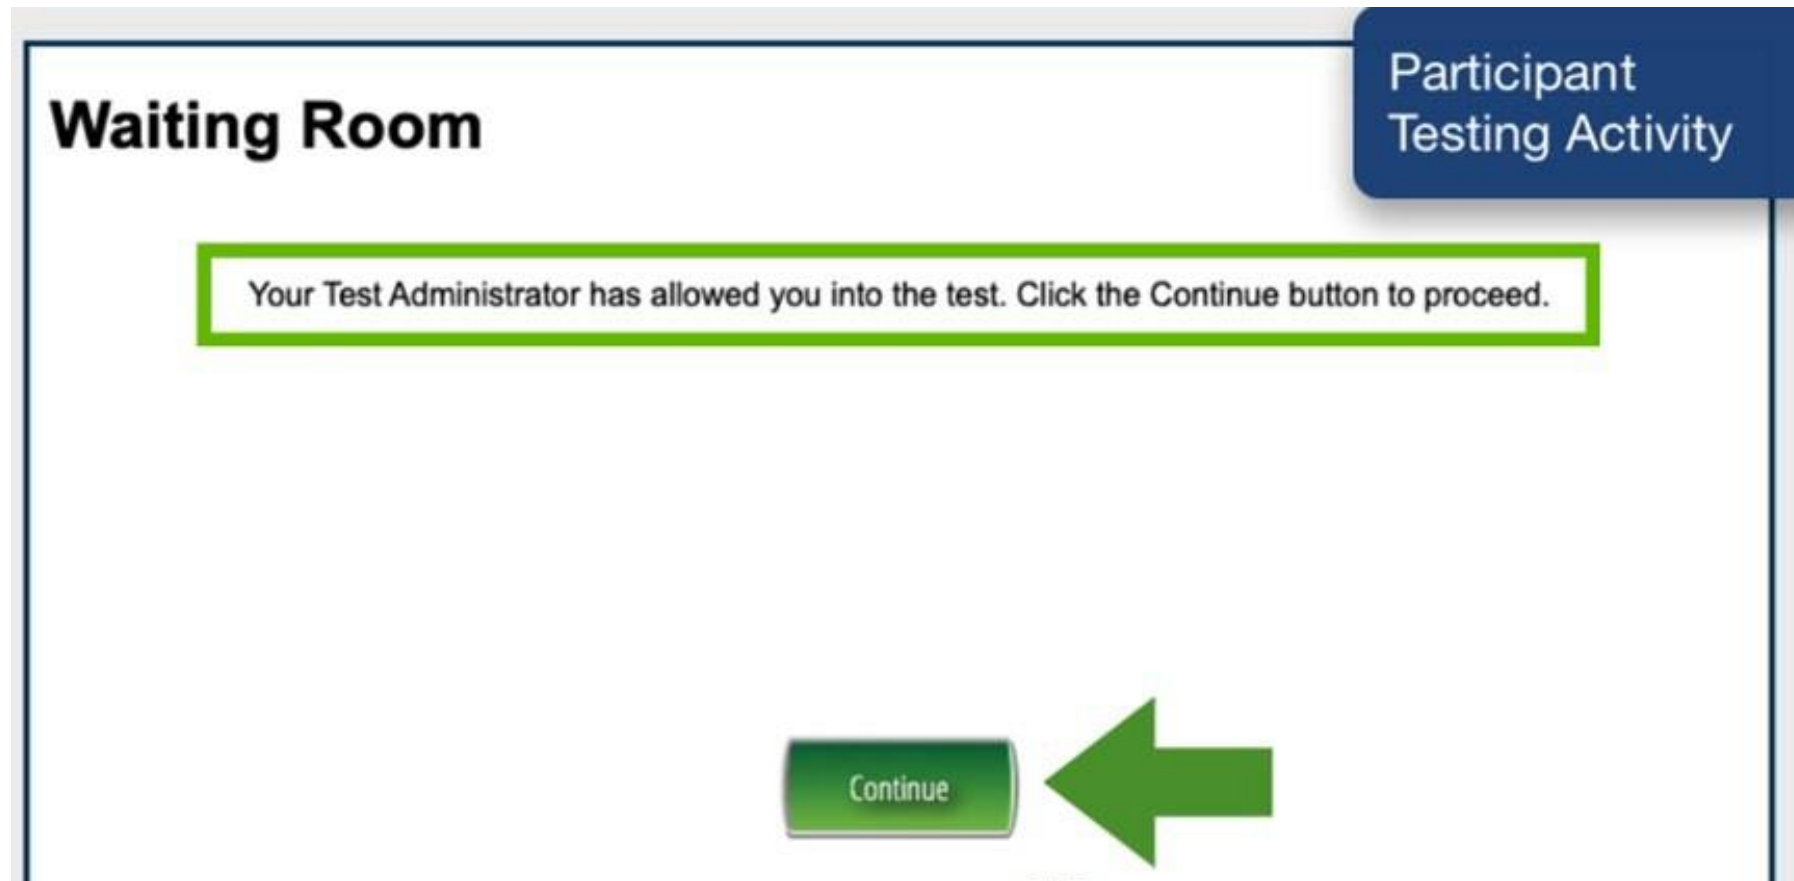 Participant
Testing Activity
Waiting Room
Your Test Administrator has allowed you into the test. Click the Continue button to proceed.
Continue